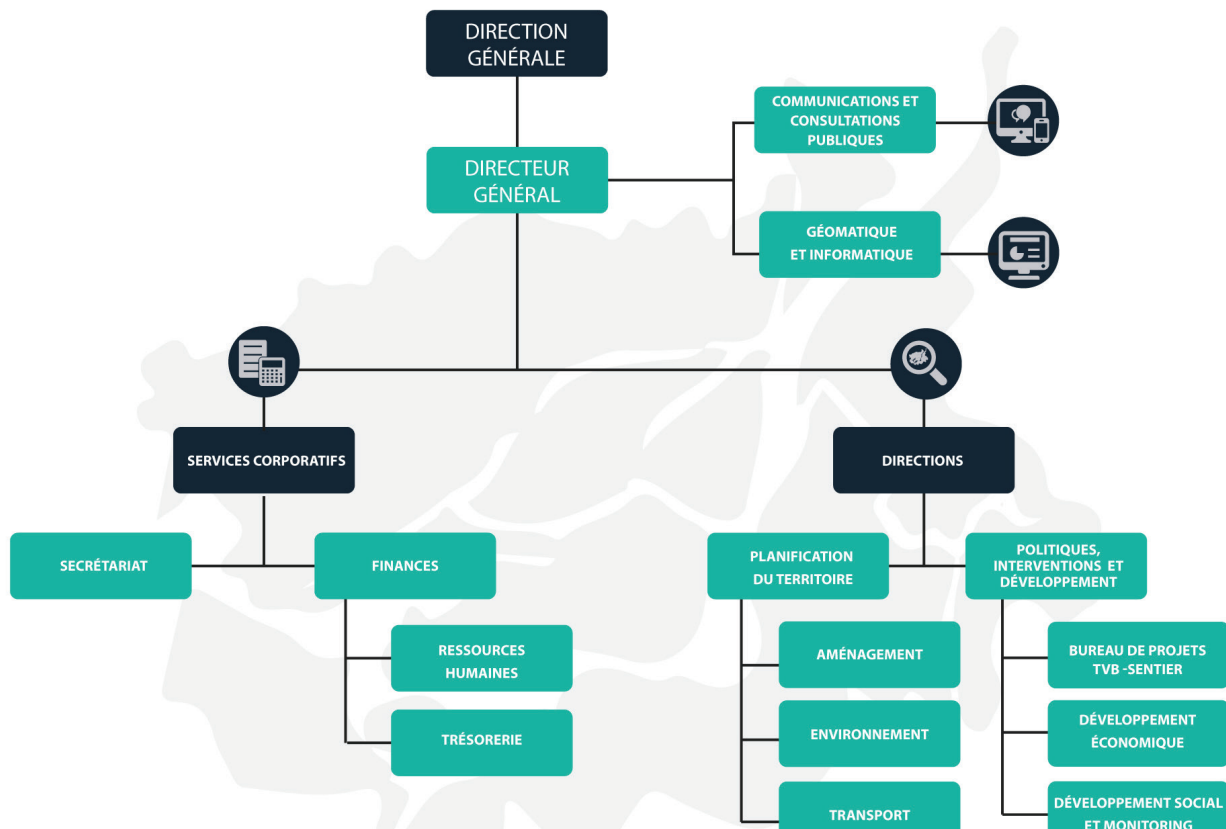 DIRECTION
GÉNÉRALE
COMMUNICATIONS ET
CONSULTATIONS
PUBLIQUES
DIRECTEUR
GÉNÉRAL
GÉOMATIQUE
ET INFORMATIQUE
SERVICES CORPORATIFS
DIRECTIONS
SECRÉTARIAT
FINANCES
PLANIFICATION
DU TERRITOIRE
POLITIQUES,
INTERVENTIONS ET
DÉVELOPPEMENT
RESSOURCES
HUMAINES
TRÉSORERIE
AMÉNAGEMENT
ENVIRONNEMENT
TRANSPORT
BUREAU DE PROJETS
TVB -SENTIER
DÉVELOPPEMENT
ÉCONOMIQUE
DÉVELOPPEMENT SOCIAL
ET MONITORING